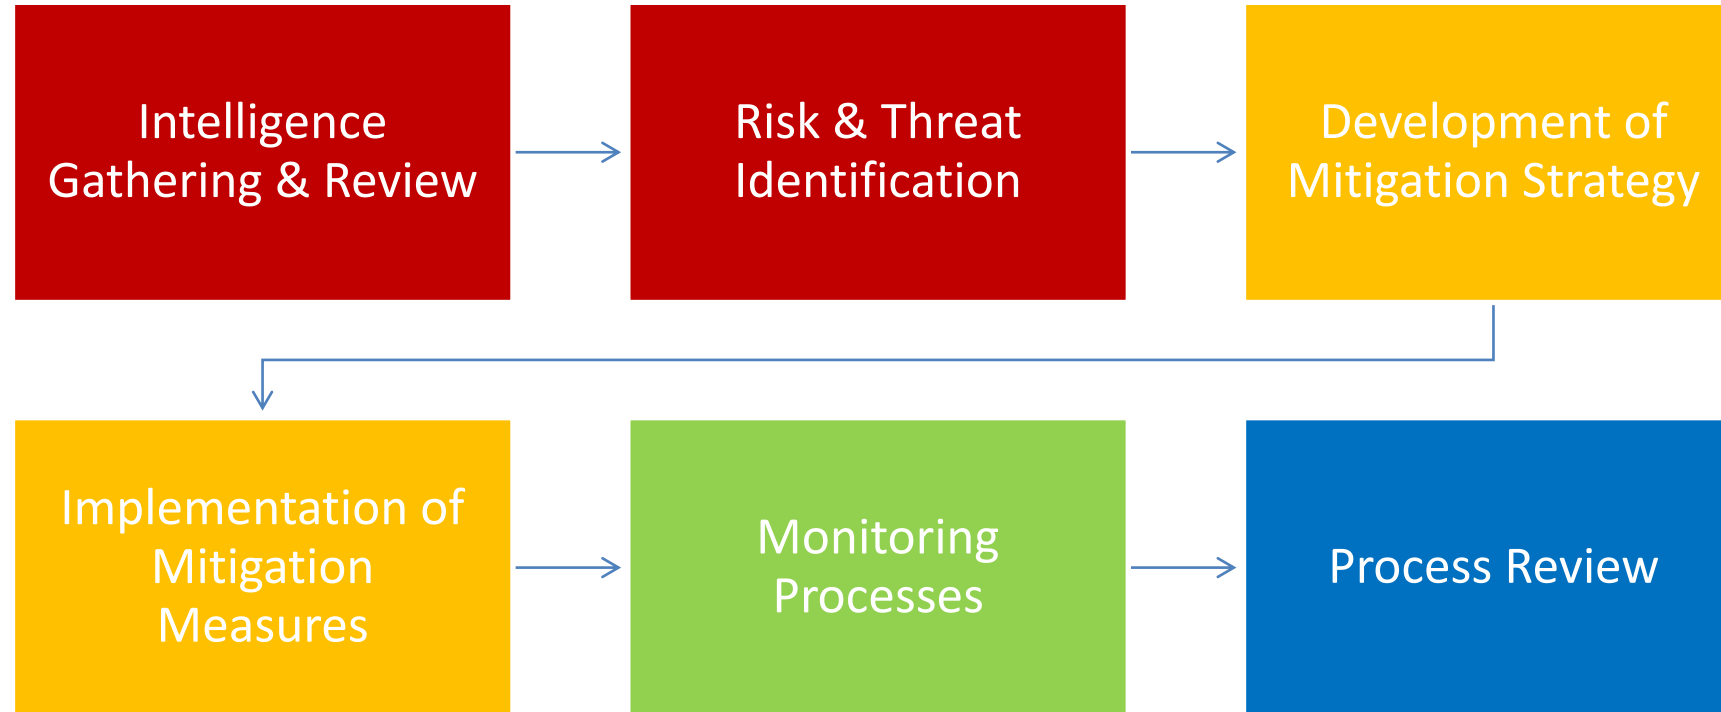 Intelligence
Gathering & Review
Risk & Threat
Identification
Development of
Mitigation Strategy
Implementation of
Mitigation
Measures
Monitoring
Processes
Process Review